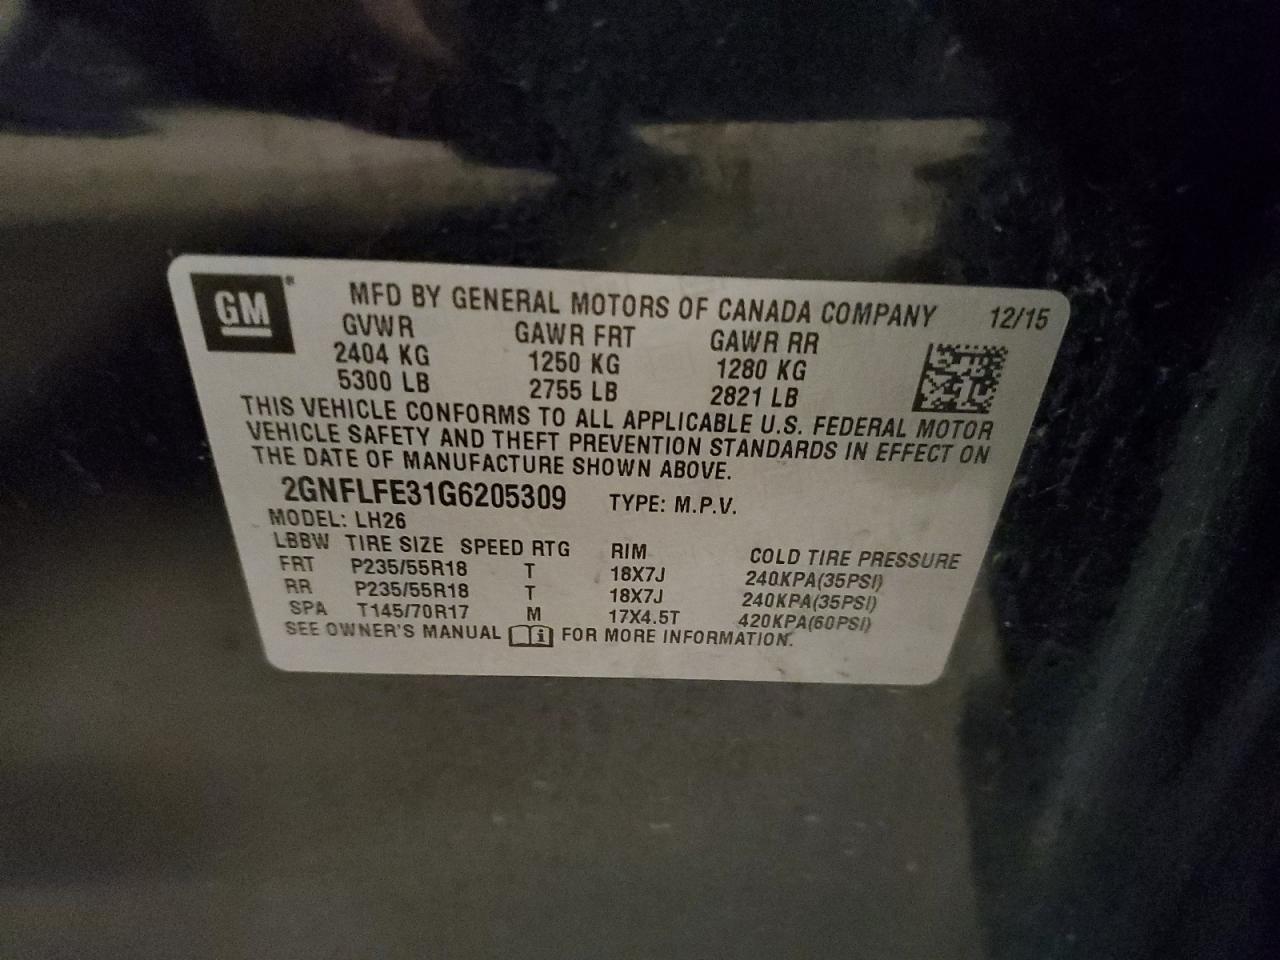 GM®
MFD BY GENERAL MOTORS OF CANADA COMPANY 12/15
GVWR GAWR FRT GAWR RR
2404 KG 1250 KG 1280 KG
5300 LB 2755 LB 2821 LB
THIS VEHICLE CONFORMS TO ALL APPLICABLE U.S. FEDERAL MOTOR
VEHICLE SAFETY AND THEFT PREVENTION STANDARDS IN EFFECT ON
THE DATE OF MANUFACTURE SHOWN ABOVE.
2GNFLFE31G6205309 TYPE: M.P.V.
MODEL: LH26
LBBW TIRE SIZE SPEED RTG RIM COLD TIRE PRESSURE
FRT P235/55R18 T 18X7J 240KPA(35PSI)
RR P235/55R18 T 18X7J 240KPA(35PSI)
SPA T145/70R17 M 17X4.5T 420KPA(60PSI)
SEE OWNER'S MANUAL i FOR MORE INFORMATION.